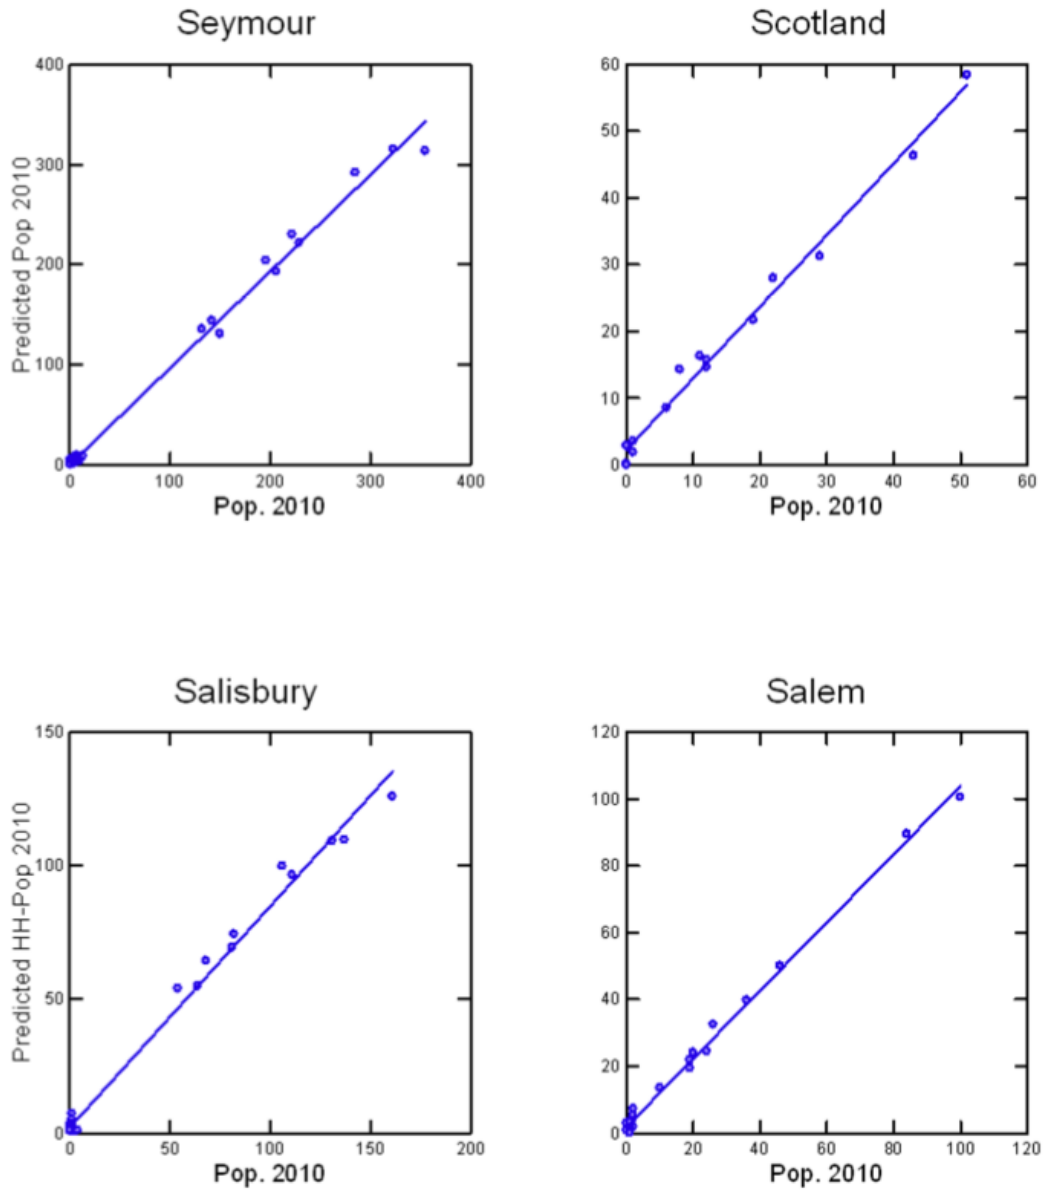 Seymour
Scotland
400
300
200
100
0
Predicted Pop 2010
0 100 200 300 400
Pop. 2010
60
50
40
30
20
10
0
0 10 20 30 40 50 60
Pop. 2010
Salisbury
Salem
150
100
50
0
Predicted HH-Pop 2010
0 50 100 150 200
Pop. 2010
120
100
80
60
40
20
0
0 20 40 60 80 100 120
Pop. 2010